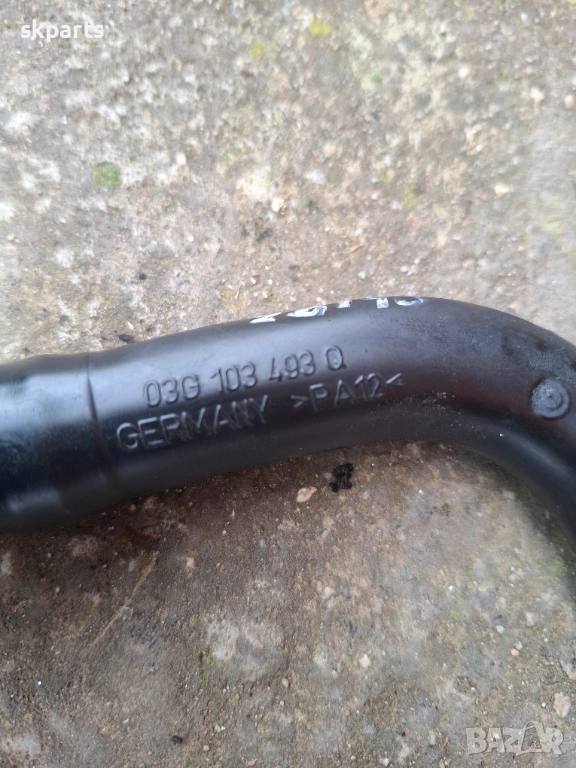 skparts
03G 103 493 Q
GERMANY >PA12<
BAZAR